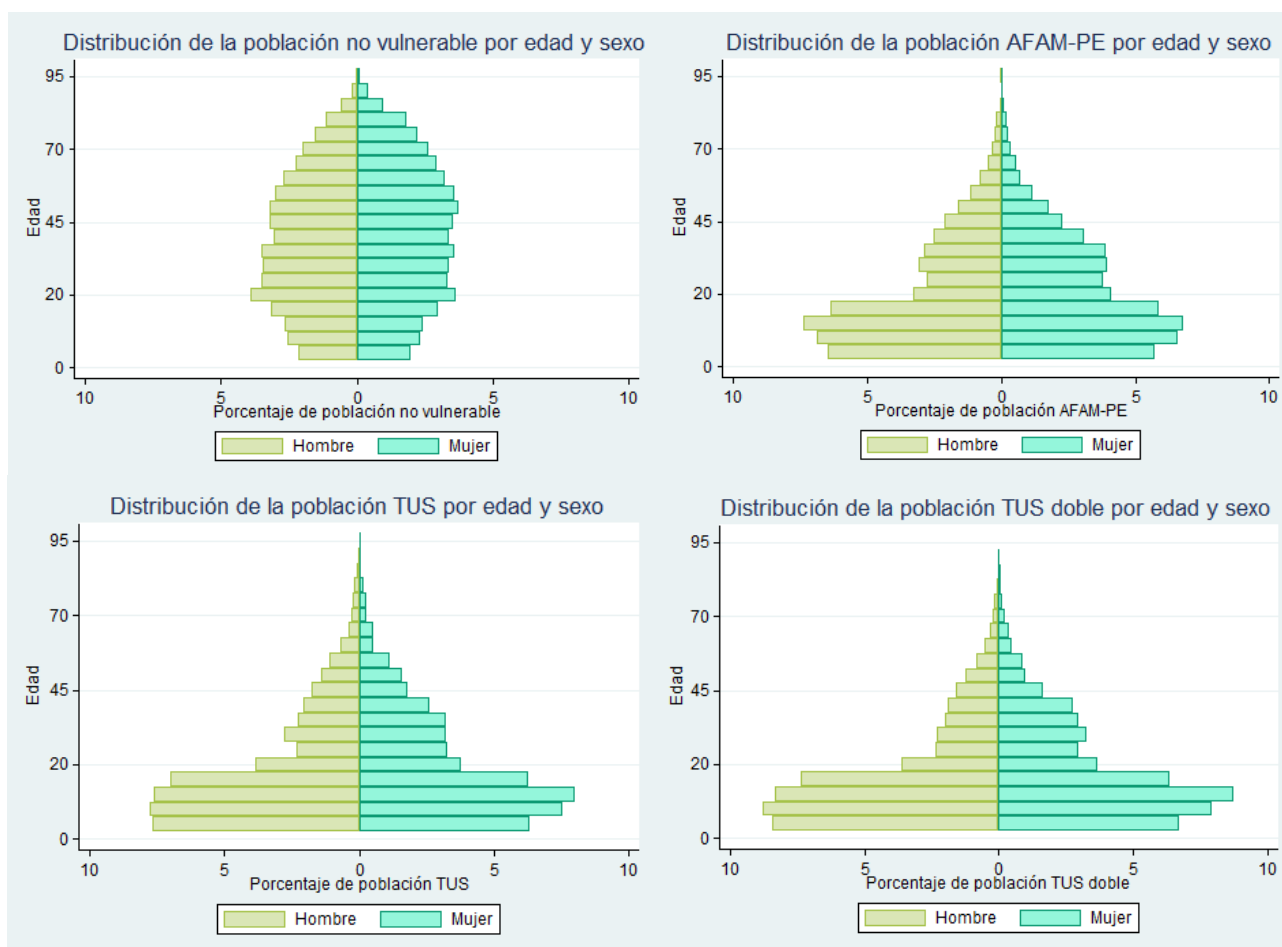 Distribución de la población no vulnerable por edad y sexo
95
70
45
20
0
Edad
10 5 0 5 10
Porcentaje de población no vulnerable
Hombre Mujer
Distribución de la población AFAM-PE por edad y sexo
95
70
45
20
0
Edad
10 5 0 5 10
Porcentaje de población AFAM-PE
Hombre Mujer
Distribución de la población TUS por edad y sexo
95
70
45
20
0
Edad
10 5 0 5 10
Porcentaje de población TUS
Hombre Mujer
Distribución de la población TUS doble por edad y sexo
95
70
45
20
0
Edad
10 5 0 5 10
Porcentaje de población TUS doble
Hombre Mujer